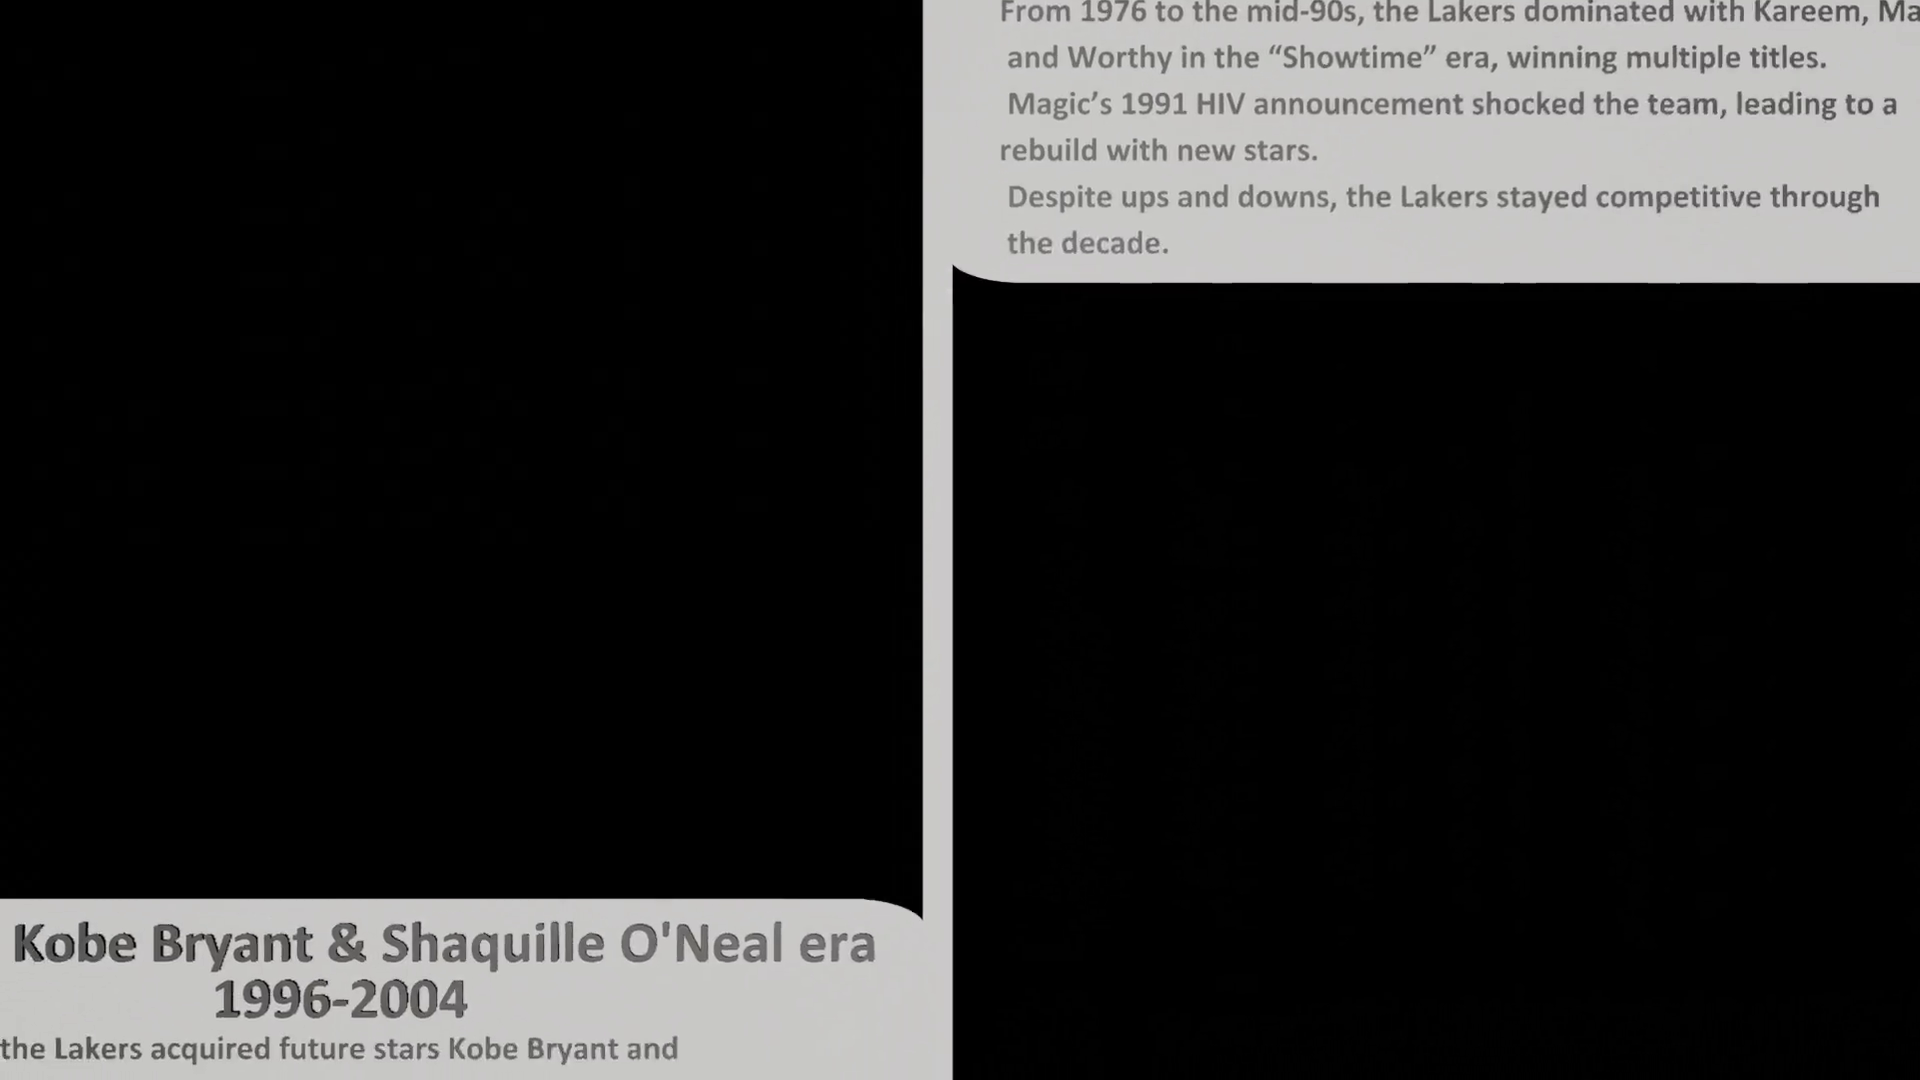 From 1976 to the mid-90s, the Lakers dominated with Kareem,
and Worthy in the “Showtime” era, winning multiple titles.
Magic’s 1991 HIV announcement shocked the team, leading to a
rebuild with new stars.
Despite ups and downs, the Lakers stayed competitive through
the decade.
Kobe Bryant & Shaquille O'Neal era
1996-2004
the Lakers acquired future stars Kobe Bryant and